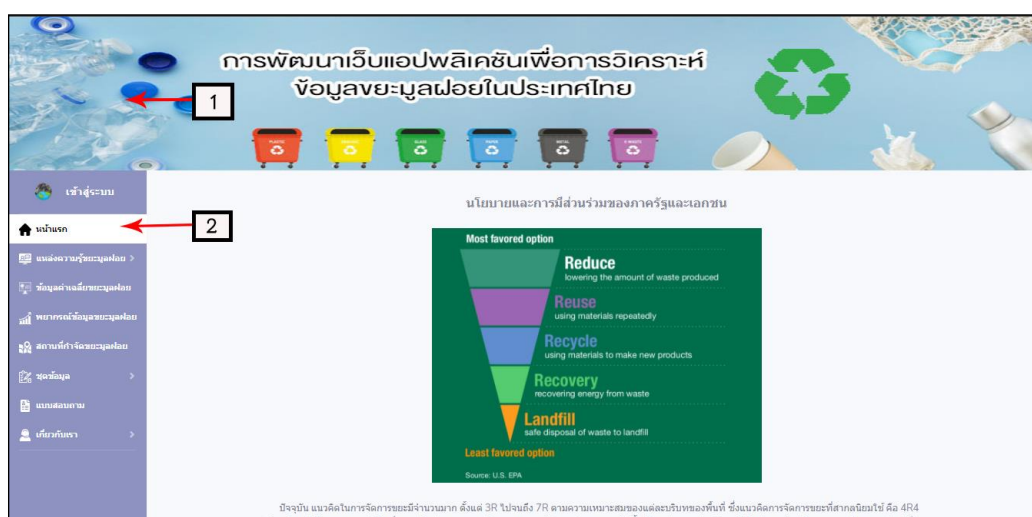 การพัฒนาเว็บแอปพลิเคชันเพื่อการวิเคราะห์
ข้อมูลขยะมูลฝอยในประเทศไทย
1
เข้าสู่ระบบ
หน้าแรก
2
แหล่งความรู้ขยะมูลฝอย >
ข้อมูลค่าเฉลี่ยขยะมูลฝอย
พยากรณ์ข้อมูลขยะมูลฝอย
สถานที่กำจัดขยะมูลฝอย
ชุดข้อมูล >
แบบสอบถาม
เกี่ยวกับเรา >
นโยบายและการมีส่วนร่วมของภาครัฐและเอกชน
Most favored option
Reduce
lowering the amount of waste produced
Reuse
using materials repeatedly
Recycle
using materials to make new products
Recovery
recovering energy from waste
Landfill
safe disposal of waste to landfill
Least favored option
Source: U.S. EPA
ปัจจุบัน แนวคิดในการจัดการขยะมีจำนวนมาก ตั้งแต่ 3R ไปจนถึง 7R ตามความเหมาะสมของแต่ละบริบทของพื้นที่ ซึ่งแนวคิดการจัดการขยะที่สากลนิยมใช้ คือ 4R4